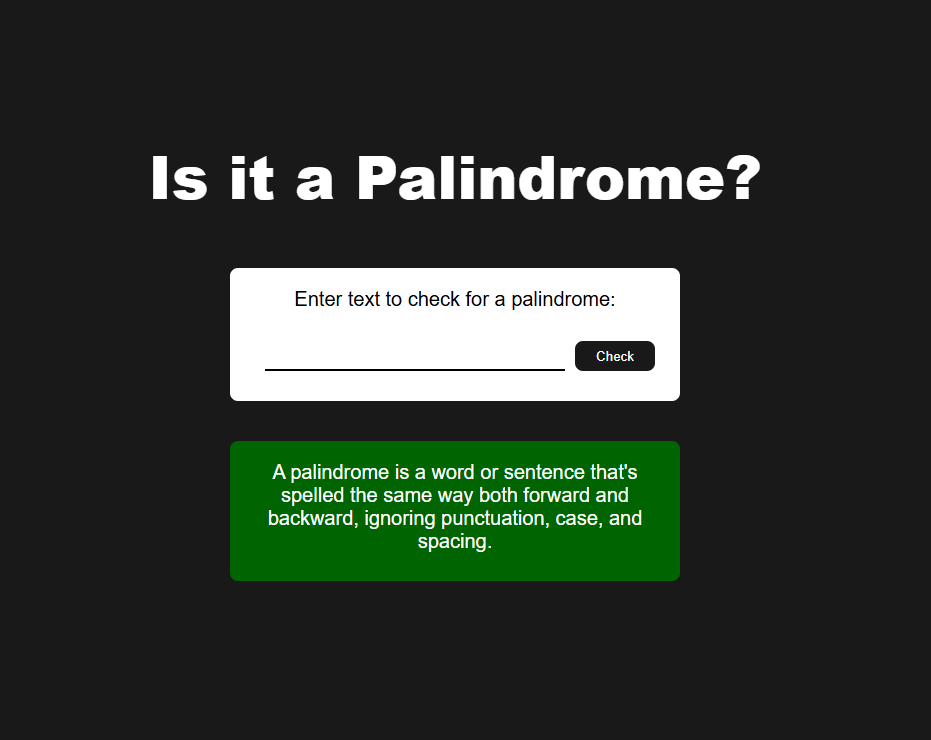 Is it a Palindrome?
Enter text to check for a palindrome:
Check
A palindrome is a word or sentence that's
spelled the same way both forward and
backward, ignoring punctuation, case, and
spacing.